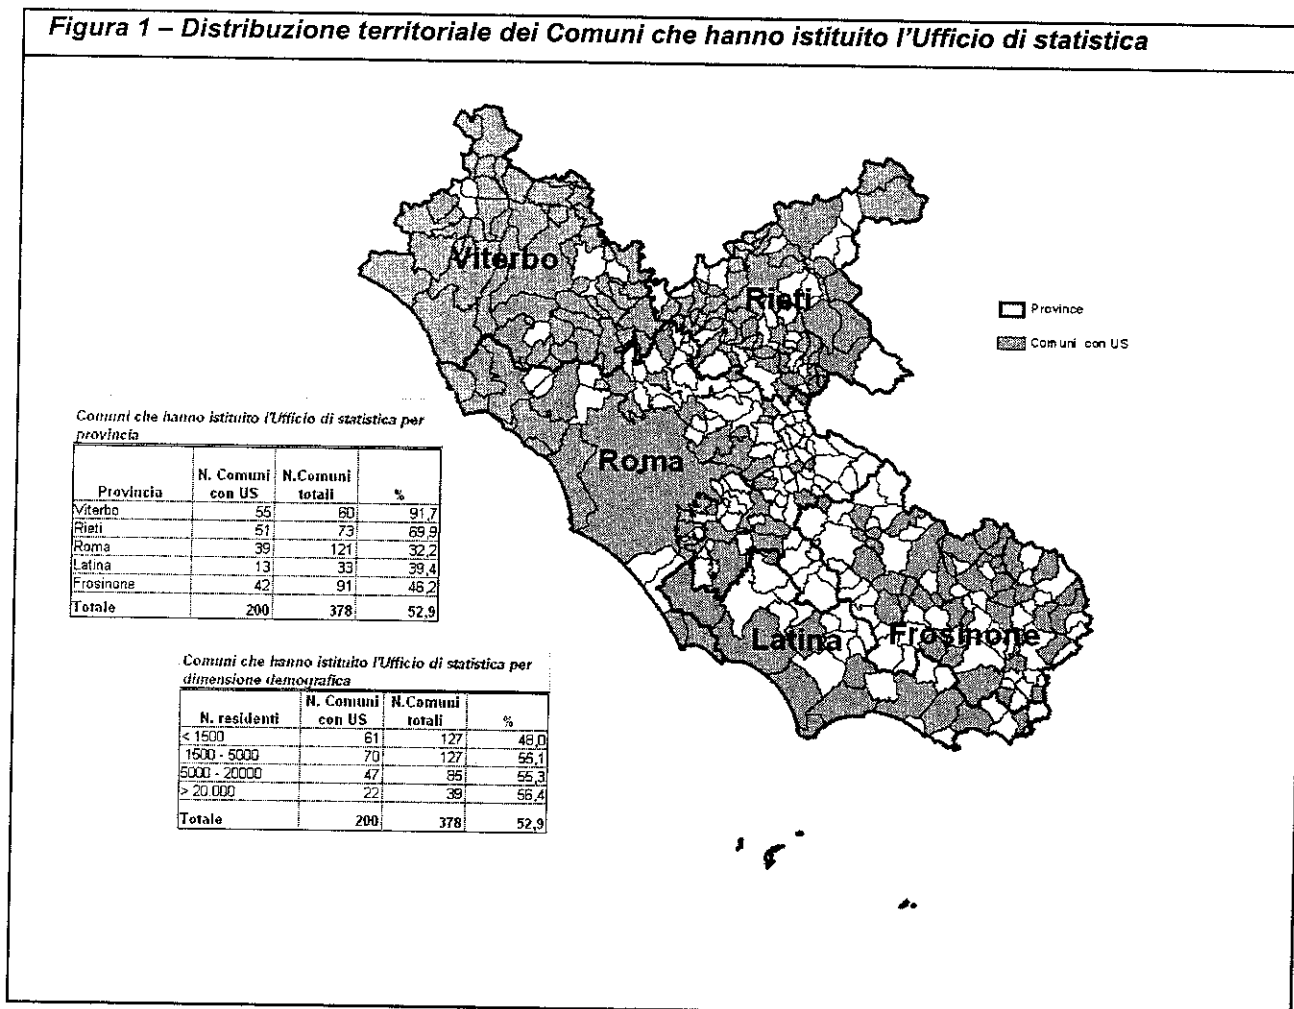 Figura 1 – Distribuzione territoriale dei Comuni che hanno istituito l'Ufficio di statistica
Viterbo
Rieti
Province
Comuni con US
Roma
Latina
Frosinone
Comuni che hanno istituito l'Ufficio di statistica per
provincia
Provincia N. Comuni con US N.Comuni totali %
Viterbo 55 60 91,7
Rieti 51 73 69,9
Roma 39 121 32,2
Latina 13 33 39,4
Frosinone 42 91 46,2
Totale 200 378 52,9
Comuni che hanno istituito l'Ufficio di statistica per
dimensione demografica
N. residenti N. Comuni con US N.Comuni totali %
< 1500 61 127 48,0
1500 - 5000 70 127 55,1
5000 - 20000 47 85 55,3
> 20.000 22 39 56,4
Totale 200 378 52,9